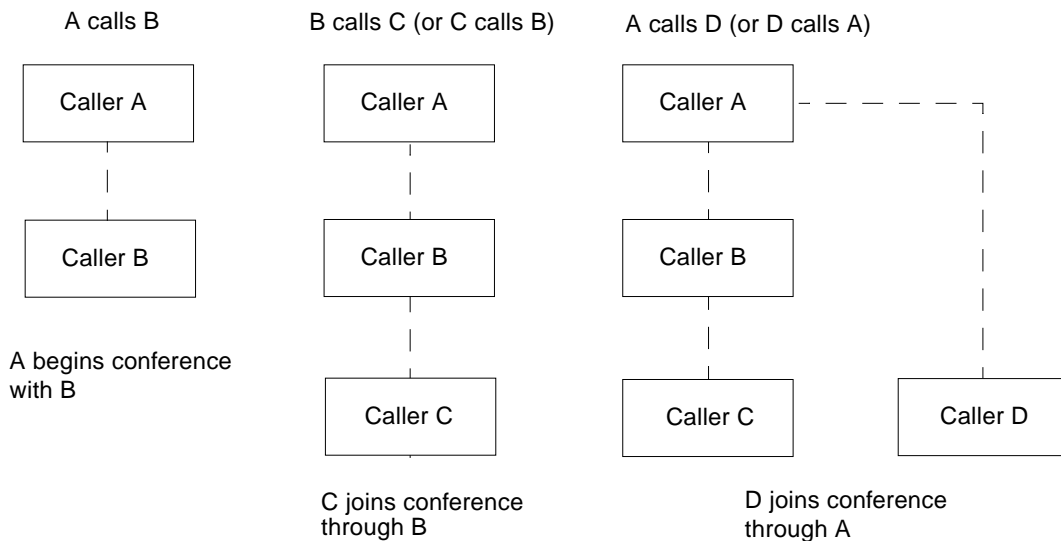 A calls B
Caller A
Caller B
A begins conference
with B
B calls C (or C calls B)
Caller A
Caller B
Caller C
C joins conference
through B
A calls D (or D calls A)
Caller A
Caller B
Caller C
Caller D
D joins conference
through A